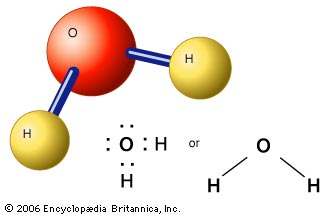 O
H
H
:O:H or O
H H H
© 2006 Encyclopædia Britannica, Inc.